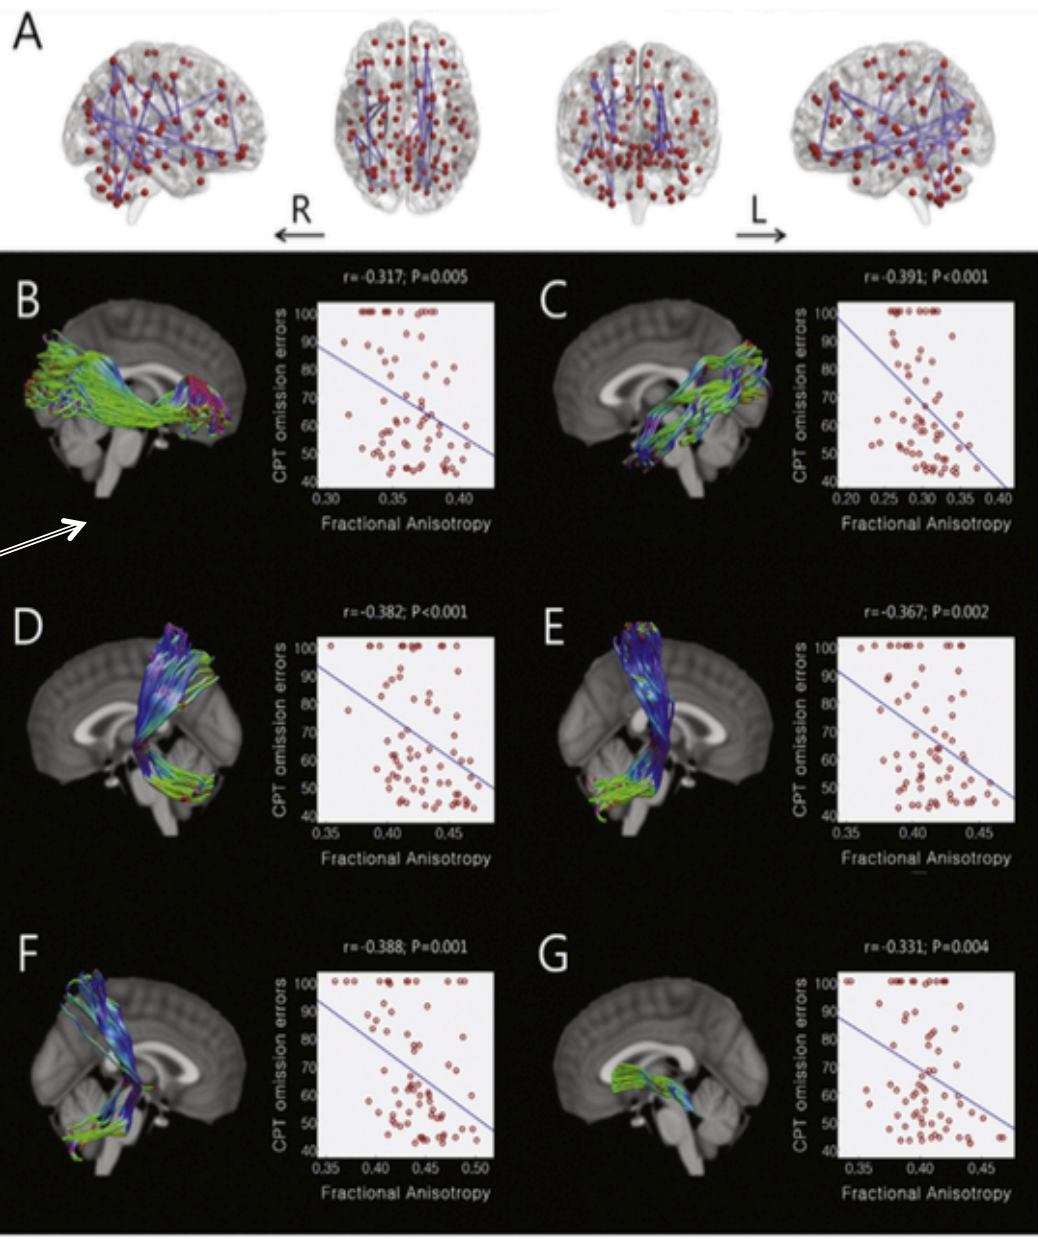 A
R
L
B
r=-0.317; P=0.005
CPT omission errors
100
90
80
70
60
50
40
0.30 0.35 0.40
Fractional Anisotropy
C
r=-0.391; P<0.001
CPT omission errors
100
90
80
70
60
50
40
0.20 0.25 0.30 0.35 0.40
Fractional Anisotropy
D
r=-0.382; P<0.001
CPT omission errors
100
90
80
70
60
50
40
0.35 0.40 0.45
Fractional Anisotropy
E
r=-0.367; P=0.002
CPT omission errors
100
90
80
70
60
50
40
0.35 0.40 0.45
Fractional Anisotropy
F
r=-0.388; P=0.001
CPT omission errors
100
90
80
70
60
50
40
0.35 0.40 0.45 0.50
Fractional Anisotropy
G
r=-0.331; P=0.004
CPT omission errors
100
90
80
70
60
50
40
0.35 0.40 0.45
Fractional Anisotropy